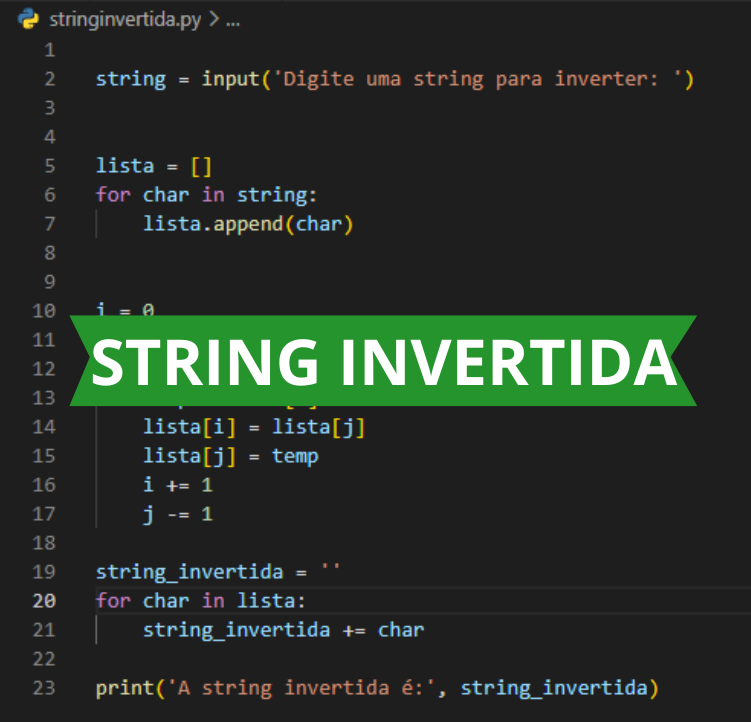 stringinvertida.py > ...
1
2 string = input('Digite uma string para inverter: ')
3
4
5 lista = []
6 for char in string:
7 lista.append(char)
8
9
10 i = 0
11
12
STRING INVERTIDA
13
14 lista[i] = lista[j]
15 lista[j] = temp
16 i += 1
17 j -= 1
18
19 string_invertida = ''
20 for char in lista:
21 string_invertida += char
22
23 print('A string invertida é:', string_invertida)